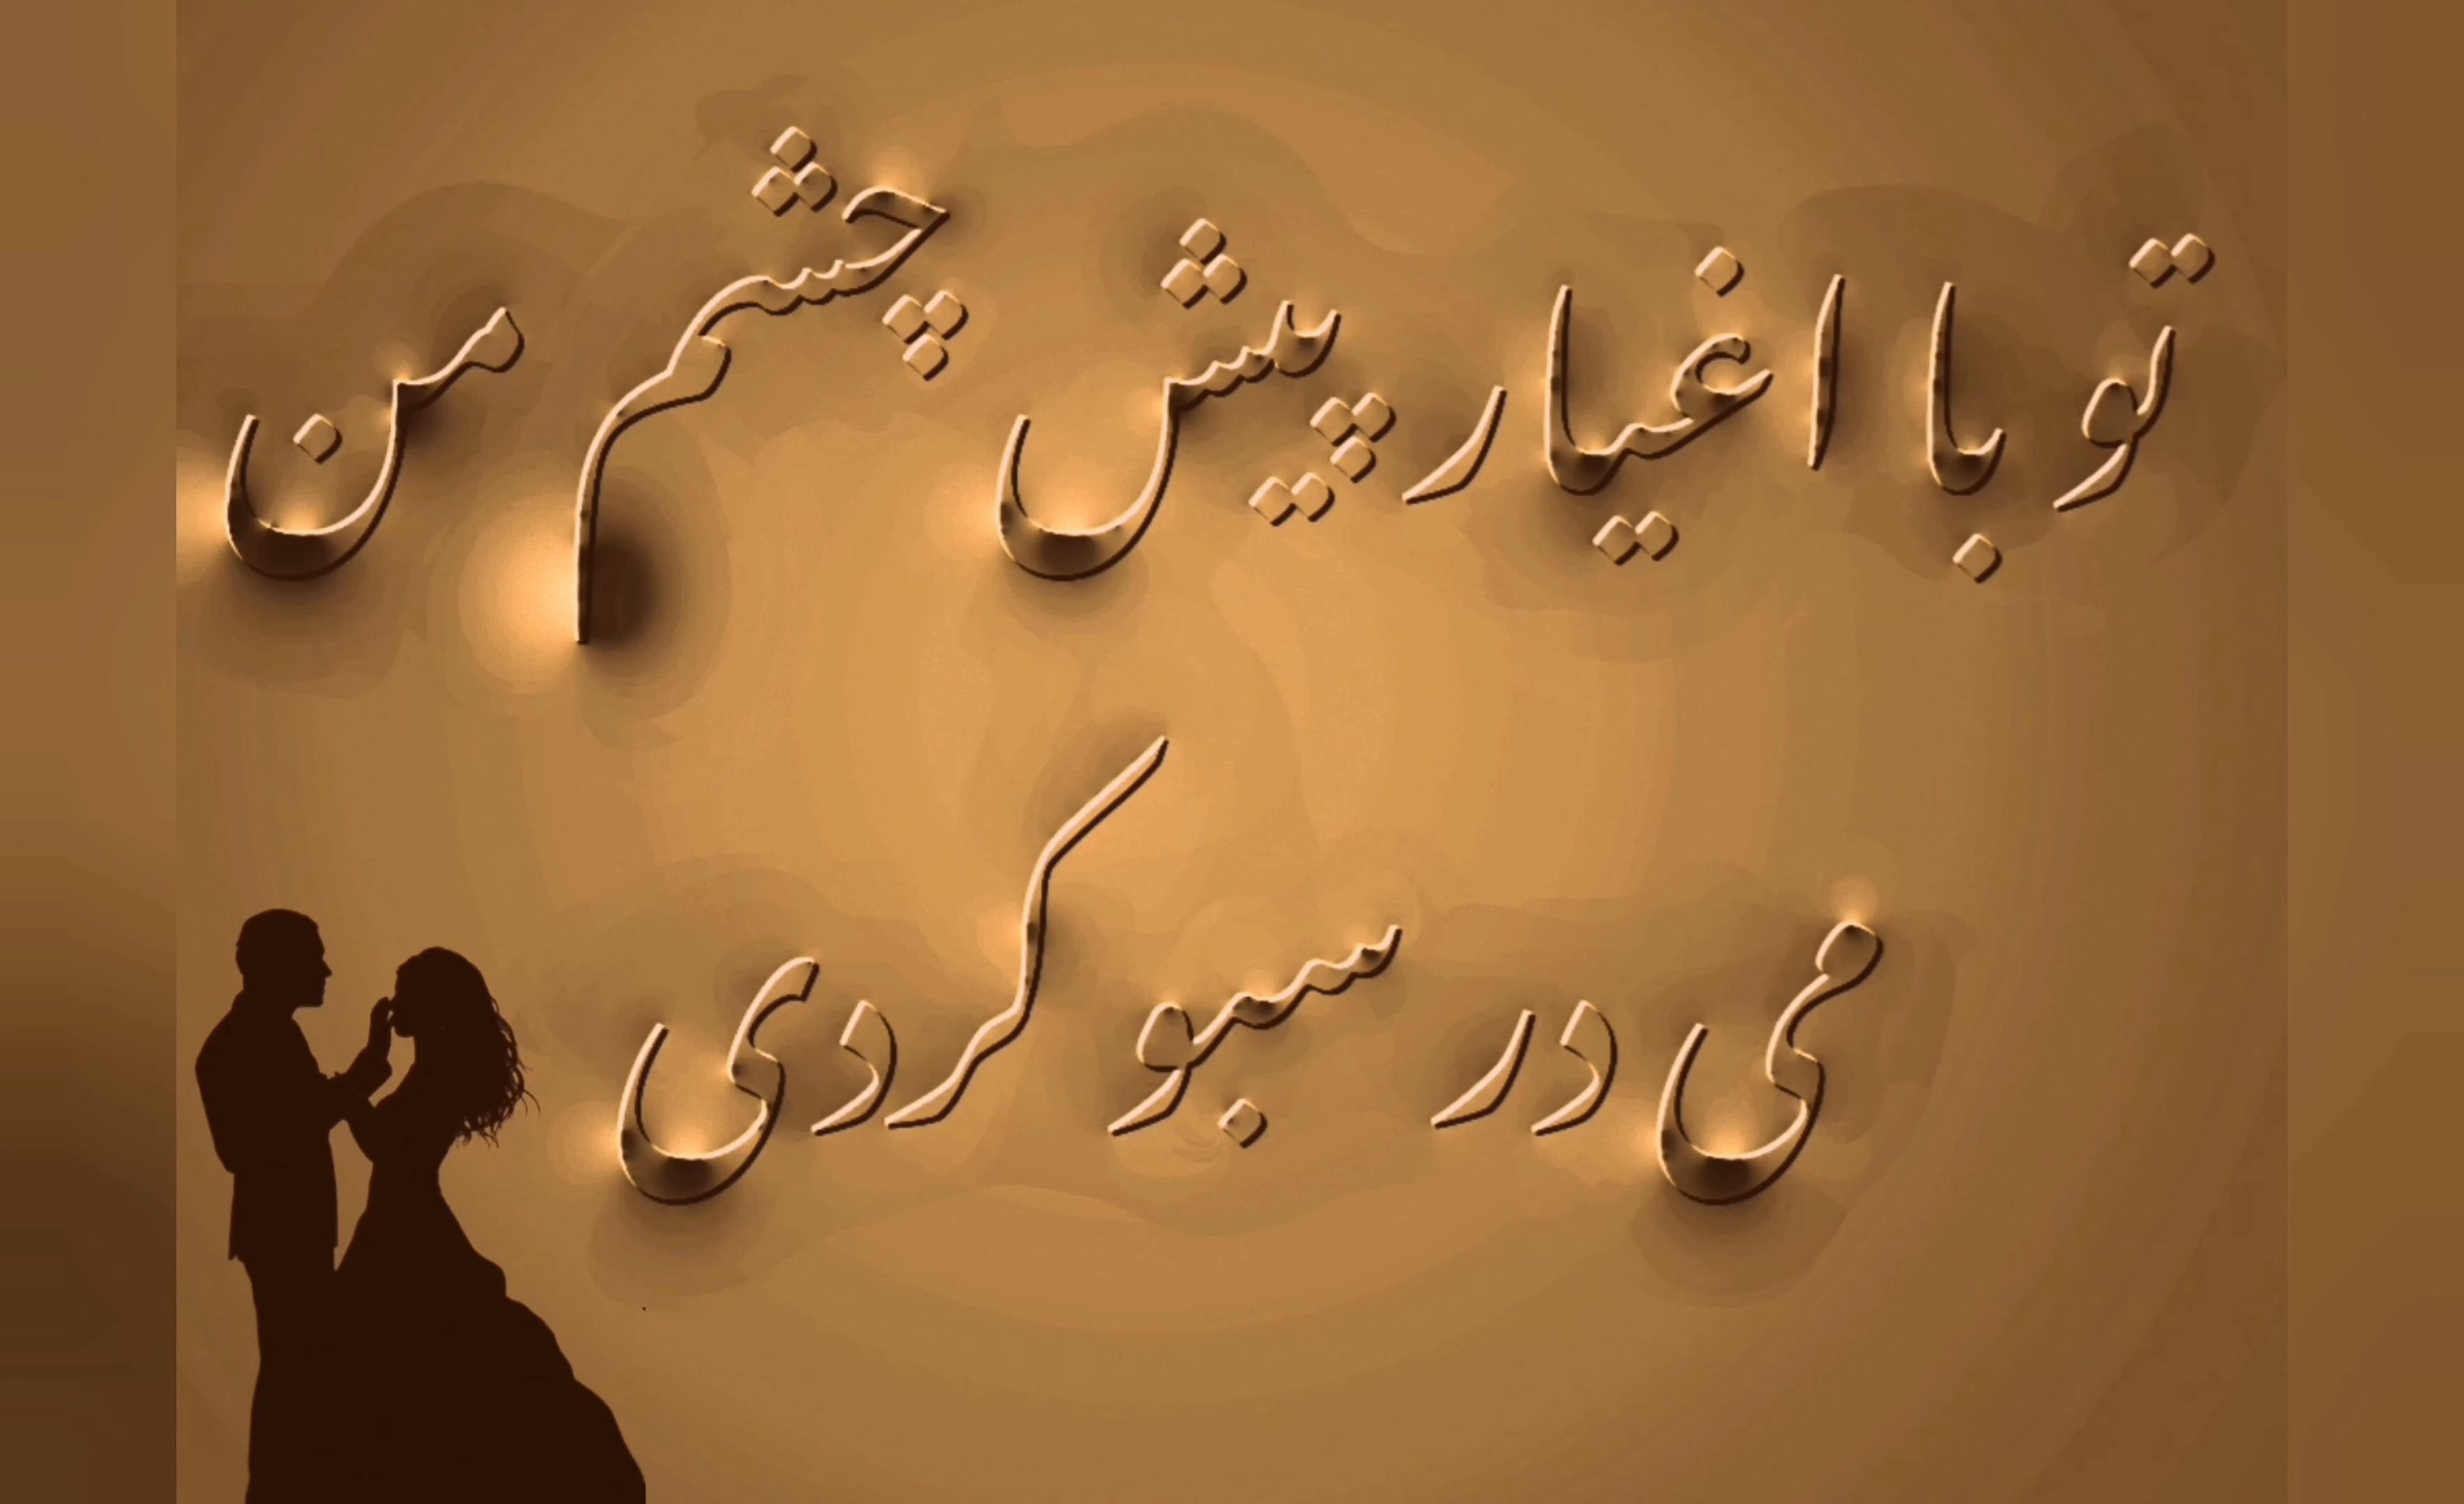 تو با اغیار پیش چشم من
می در سبو کردی